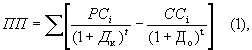 ПП = ∑[PC_i/(1 + Д_к)^t − CC_i/(1 + Д_о)^t] (1),